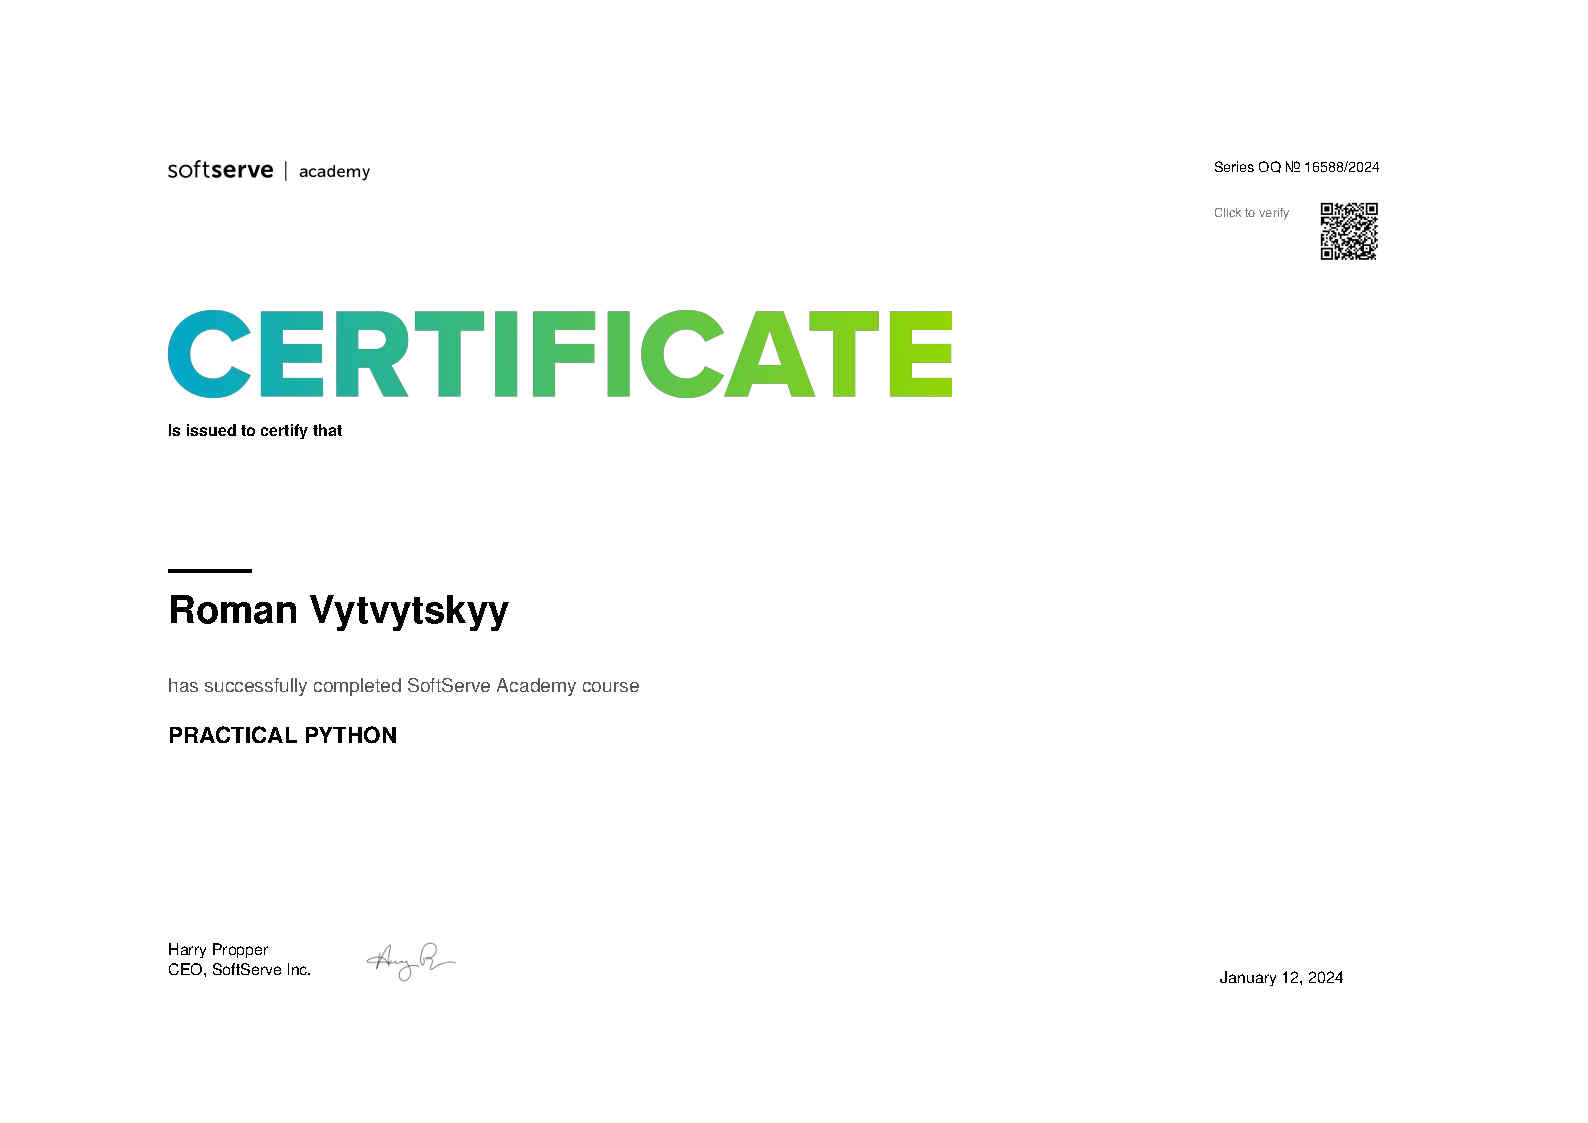 softserve | academy
Series OQ № 16588/2024
Click to verify
CERTIFICATE
Is issued to certify that
Roman Vytvytskyy
has successfully completed SoftServe Academy course
PRACTICAL PYTHON
Harry Propper
CEO, SoftServe Inc.
January 12, 2024